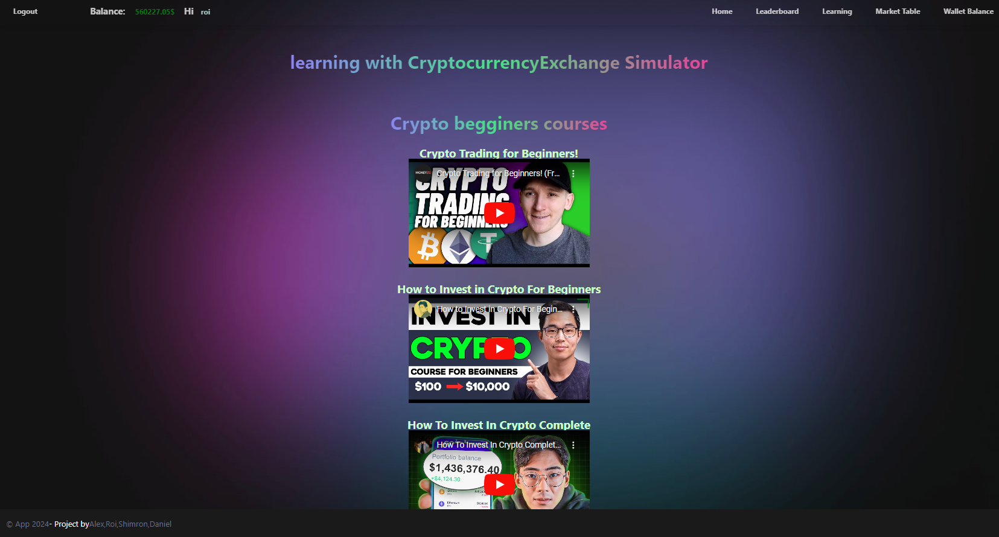 Logout Balance: 560227.05$ Hi roi Home Leaderboard Learning Market Table Wallet Balance
learning with CryptocurrencyExchange Simulator
Crypto begginers courses
Crypto Trading for Beginners!
MONEYZG Crypto Trading for Beginners! (Fr...
CRYPTO
TRADING
FOR BEGINNERS
How to Invest in Crypto For Beginners
How to Invest in Crypto For Begin...
INVEST IN
CRYPTO
COURSE FOR BEGINNERS
$100 $10,000
How To Invest In Crypto Complete
How To Invest In Crypto Complet...
Portfolio balance
$1,436,376.40
+$4,124.30
Ethereum
© App 2024- Project byAlex,Roi,Shimron,Daniel